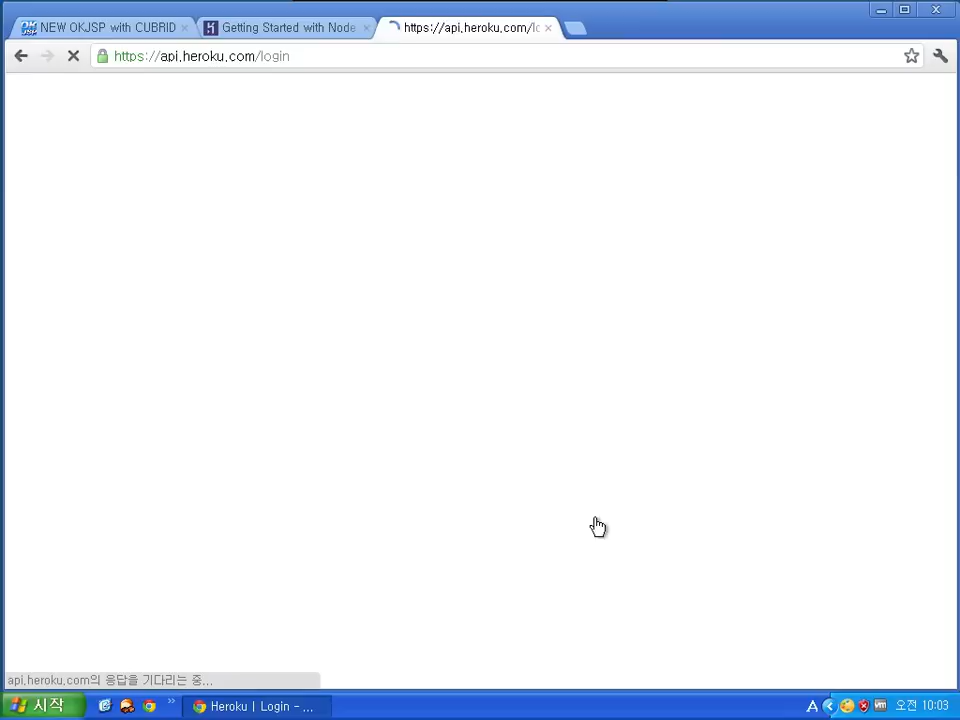 NEW OKJSP with CUBRID
Getting Started with Node
https://api.heroku.com/lo
https://api.heroku.com/login
api.heroku.com의 응답을 기다리는 중...
시작
Heroku | Login - ...
A
오전 10:03